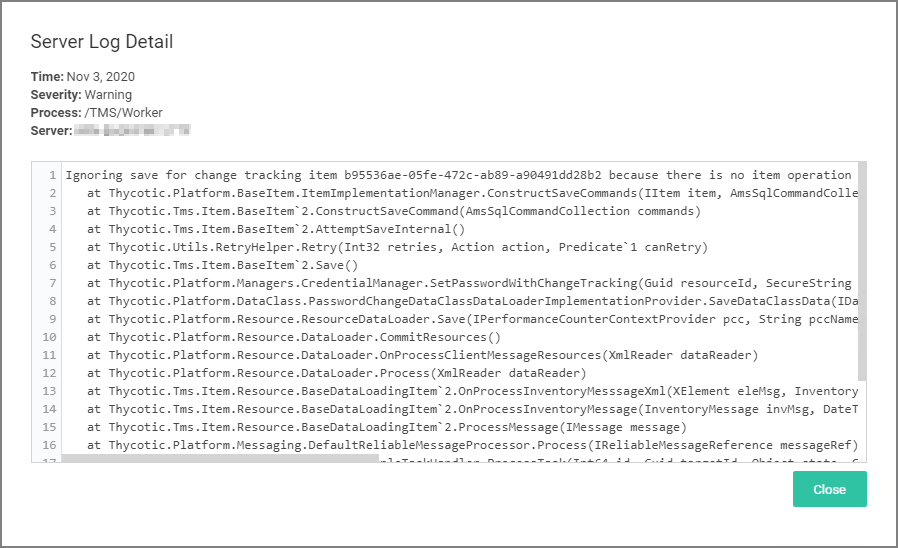 Server Log Detail
Time: Nov 3, 2020
Severity: Warning
Process: /TMS/Worker
Server:
1 Ignoring save for change tracking item b95536ae-05fe-472c-ab89-a90491dd28b2 because there is no item operation
2 at Thycotic.Platform.BaseItem.ItemImplementationManager.ConstructSaveCommands(IItem item, AmsSqlCommandColle
3 at Thycotic.Tms.Item.BaseItem`2.ConstructSaveCommand(AmsSqlCommandCollection commands)
4 at Thycotic.Tms.Item.BaseItem`2.AttemptSaveInternal()
5 at Thycotic.Utils.RetryHelper.Retry(Int32 retries, Action action, Predicate`1 canRetry)
6 at Thycotic.Tms.Item.BaseItem`2.Save()
7 at Thycotic.Platform.Managers.CredentialManager.SetPasswordWithChangeTracking(Guid resourceId, SecureString
8 at Thycotic.Platform.DataClass.PasswordChangeDataClassDataLoaderImplementationProvider.SaveDataClassData(IDa
9 at Thycotic.Platform.Resource.ResourceDataLoader.Save(IPerformanceCounterContextProvider pcc, String pccName
10 at Thycotic.Platform.Resource.DataLoader.CommitResources()
11 at Thycotic.Platform.Resource.DataLoader.OnProcessClientMessageResources(XmlReader dataReader)
12 at Thycotic.Platform.Resource.DataLoader.Process(XmlReader dataReader)
13 at Thycotic.Tms.Resource.BaseDataLoadingItem`2.OnProcessInventoryMesssageXml(XElement eleMsg, Inventory
14 at Thycotic.Tms.Resource.BaseDataLoadingItem`2.OnProcessInventoryMessage(InventoryMessage invMsg, DateT
15 at Thycotic.Tms.Resource.BaseDataLoadingItem`2.ProcessMessage(IMessage message)
16 at Thycotic.Platform.Messaging.DefaultReliableMessageProcessor.Process(IReliableMessageReference messageRef)
17
Close